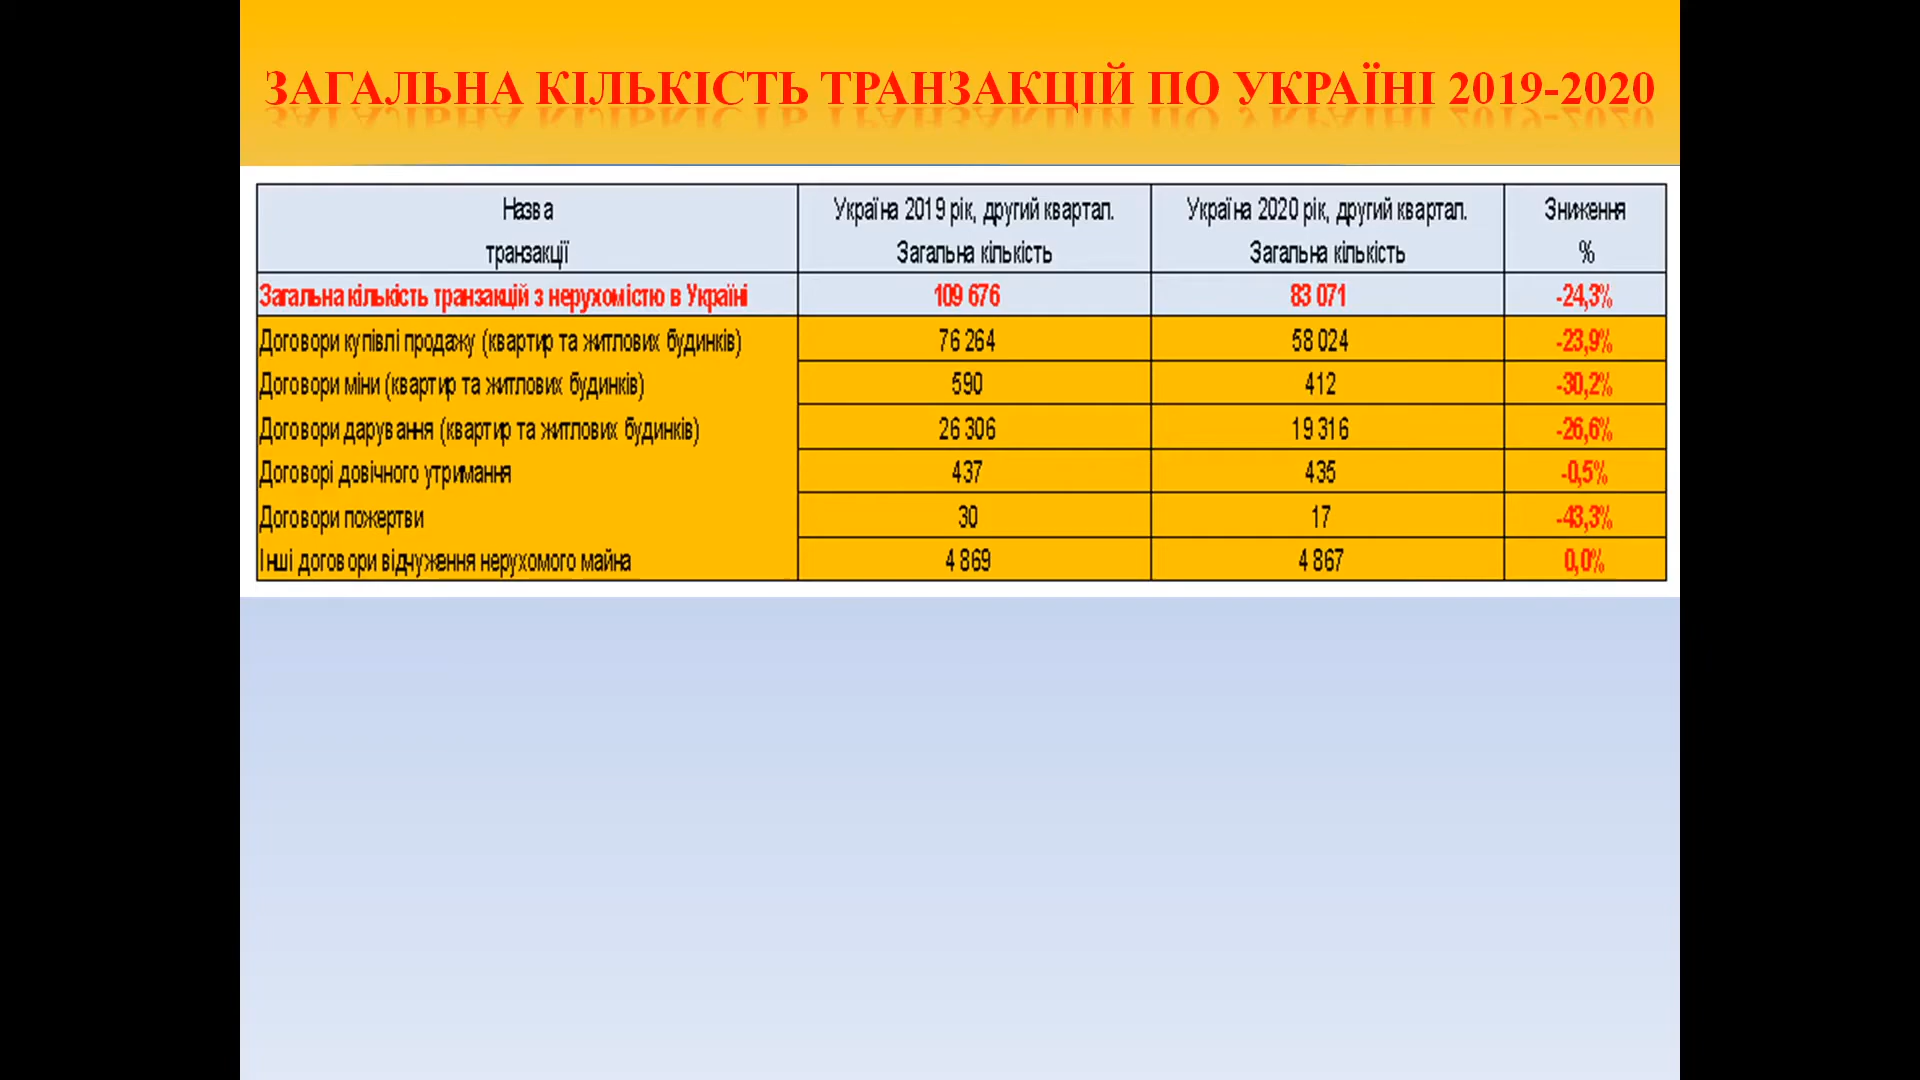 ЗАГАЛЬНА КІЛЬКІСТЬ ТРАНЗАКЦІЙ ПО УКРАЇНІ 2019-2020
Назва транзакції Україна 2019 рік, другий квартал. Загальна кількість Україна 2020 рік, другий квартал. Загальна кількість Зниження %
Загальна кількість транзакцій з нерухомістю в Україні 109 676 83 071 -24,3%
Договори купівлі продажу (квартир та житлових будинків) 76 264 58 024 -23,9%
Договори міни (квартир та житлових будинків) 590 412 -30,2%
Договори дарування (квартир та житлових будинків) 26 306 19 316 -26,6%
Договорі довічного утримання 437 435 -0,5%
Договори пожертви 30 17 -43,3%
Інші договори відчуження нерухомого майна 4 869 4 867 0,0%